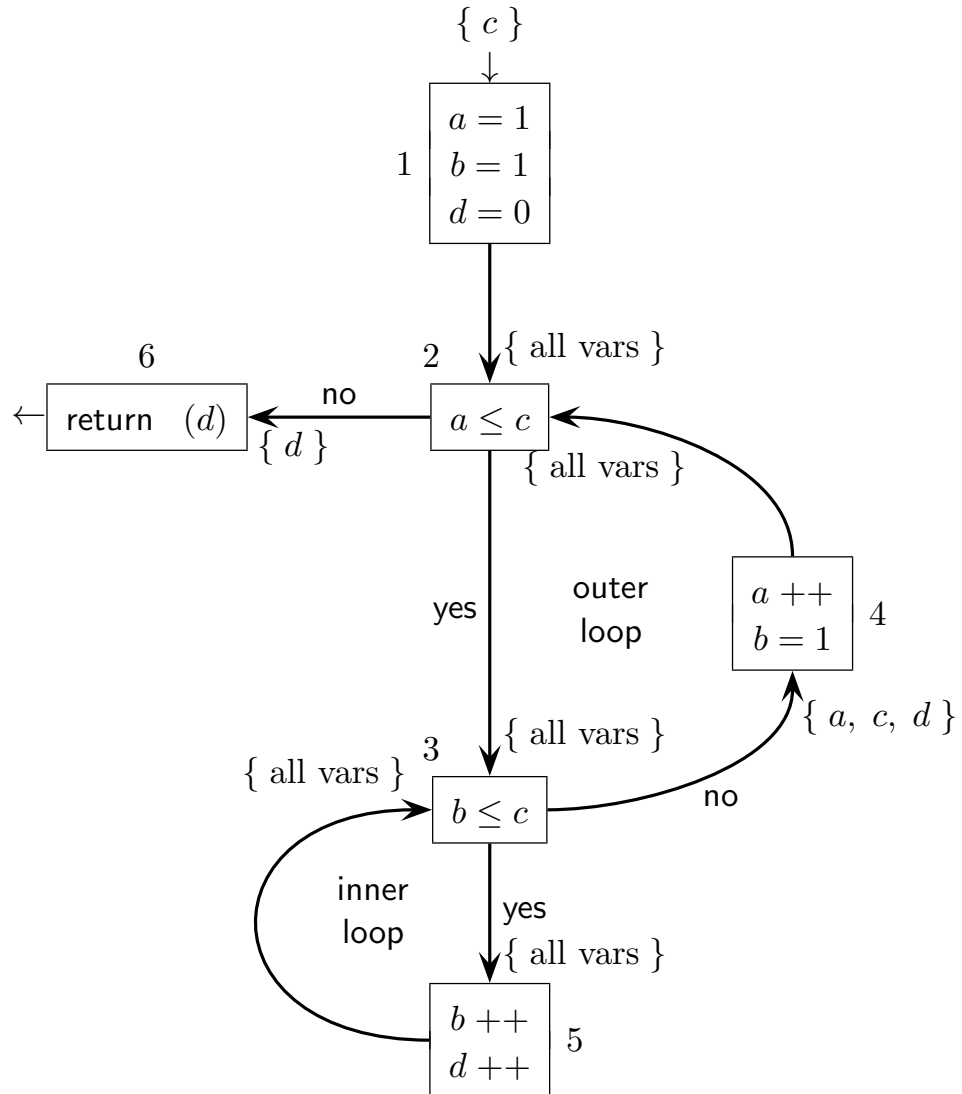 { c }
↓
1
a = 1
b = 1
d = 0
{ all vars }
6
2
← return (d)
no
{ d }
a ≤ c
{ all vars }
yes
outer
loop
a ++
b = 1
4
{ a, c, d }
{ all vars }
3
{ all vars }
b ≤ c
no
inner
loop
yes
{ all vars }
b ++
d ++
5